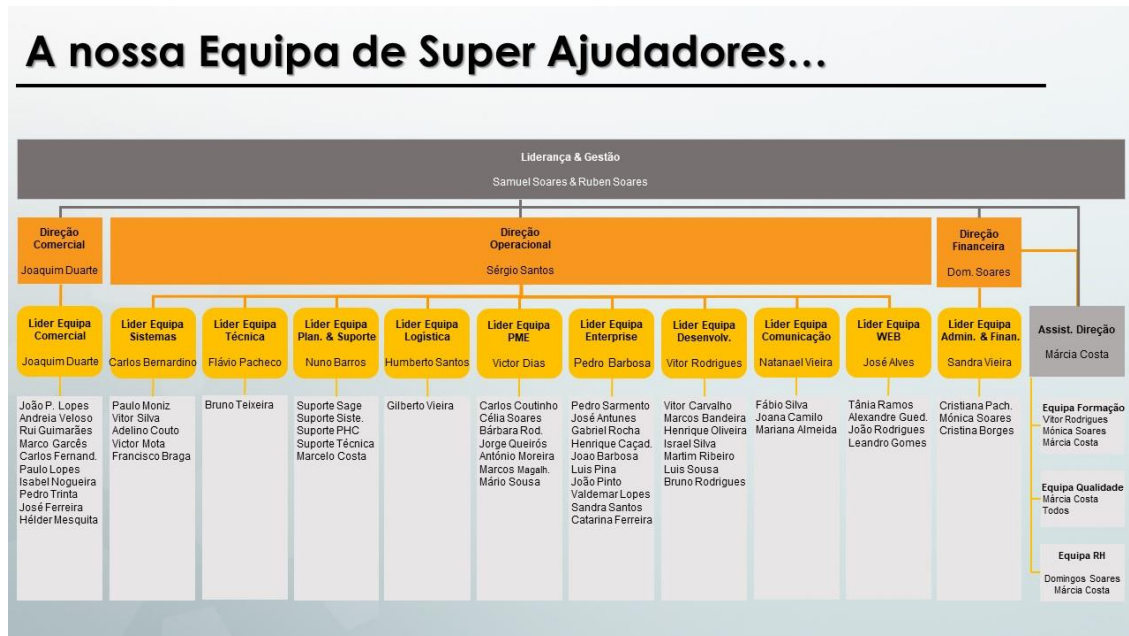 A nossa Equipa de Super Ajudadores...
Liderança & Gestão
Samuel Soares & Ruben Soares
Direção
Comercial
Joaquim Duarte
Direção
Operacional
Sérgio Santos
Direção
Financeira
Dom. Soares
Lider Equipa
Comercial
Joaquim Duarte
Lider Equipa
Sistemas
Carlos Bernardino
Lider Equipa
Técnica
Flávio Pacheco
Lider Equipa
Plan. & Suporte
Nuno Barros
Lider Equipa
Logística
Humberto Santos
Lider Equipa
PME
Victor Dias
Lider Equipa
Enterprise
Pedro Barbosa
Lider Equipa
Desenvolv.
Vitor Rodrigues
Lider Equipa
Comunicação
Natanael Vieira
Lider Equipa
WEB
José Alves
Lider Equipa
Admin. & Finan.
Sandra Vieira
Assist. Direção
Márcia Costa
João P. Lopes
Andreia Veloso
Rui Guimarães
Marco Garcês
Carlos Fernand.
Paulo Lopes
Isabel Nogueira
Pedro Trinta
José Ferreira
Hélder Mesquita
Paulo Moniz
Vitor Silva
Adelino Couto
Victor Mota
Francisco Braga
Bruno Teixeira
Suporte Sage
Suporte Siste.
Suporte PHC
Suporte Técnica
Marcelo Costa
Gilberto Vieira
Carlos Coutinho
Célia Soares
Bárbara Rod.
Jorge Queirós
António Moreira
Marcos Magalh.
Mário Sousa
Pedro Sarmento
José Antunes
Gabriel Rocha
Henrique Caçad.
Joao Barbosa
Luis Pina
João Pinto
Valdemar Lopes
Sandra Santos
Catarina Ferreira
Vitor Carvalho
Marcos Bandeira
Henrique Oliveira
Israel Silva
Martim Ribeiro
Luis Sousa
Bruno Rodrigues
Fábio Silva
Joana Camilo
Mariana Almeida
Tânia Ramos
Alexandre Gued.
João Rodrigues
Leandro Gomes
Cristiana Pach.
Mónica Soares
Cristina Borges
Equipa Formação
Vitor Rodrigues
Mónica Soares
Márcia Costa
Equipa Qualidade
Márcia Costa
Todos
Equipa RH
Domingos Soares
Márcia Costa